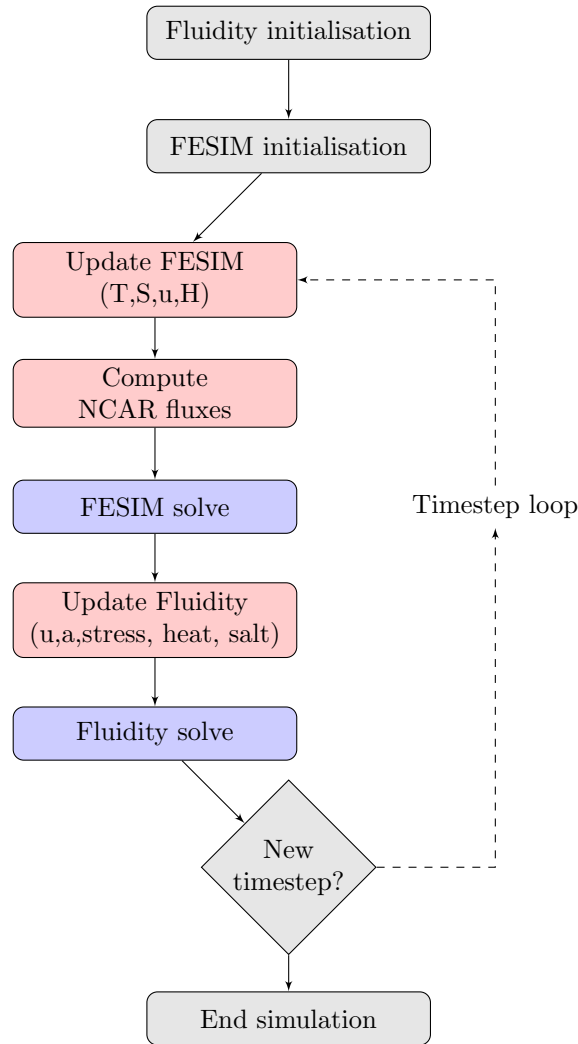 Fluidity initialisation
FESIM initialisation
Update FESIM
(T,S,u,H)
Compute
NCAR fluxes
FESIM solve
Timestep loop
Update Fluidity
(u,a,stress, heat, salt)
Fluidity solve
New
timestep?
End simulation